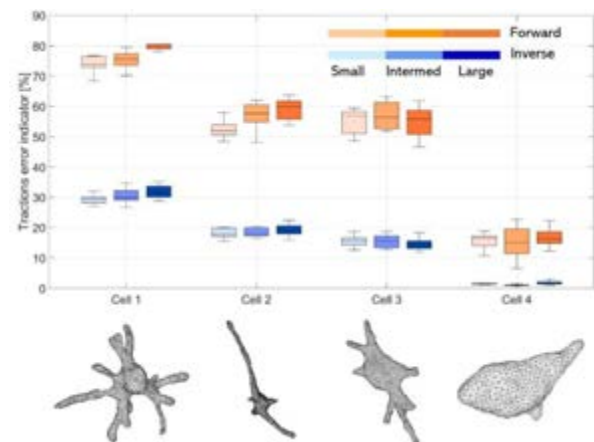 90
80
70
60
50
40
30
20
10
0
Tractions error indicator [%]
Forward
Inverse
Small Intermed Large
Cell 1 Cell 2 Cell 3 Cell 4